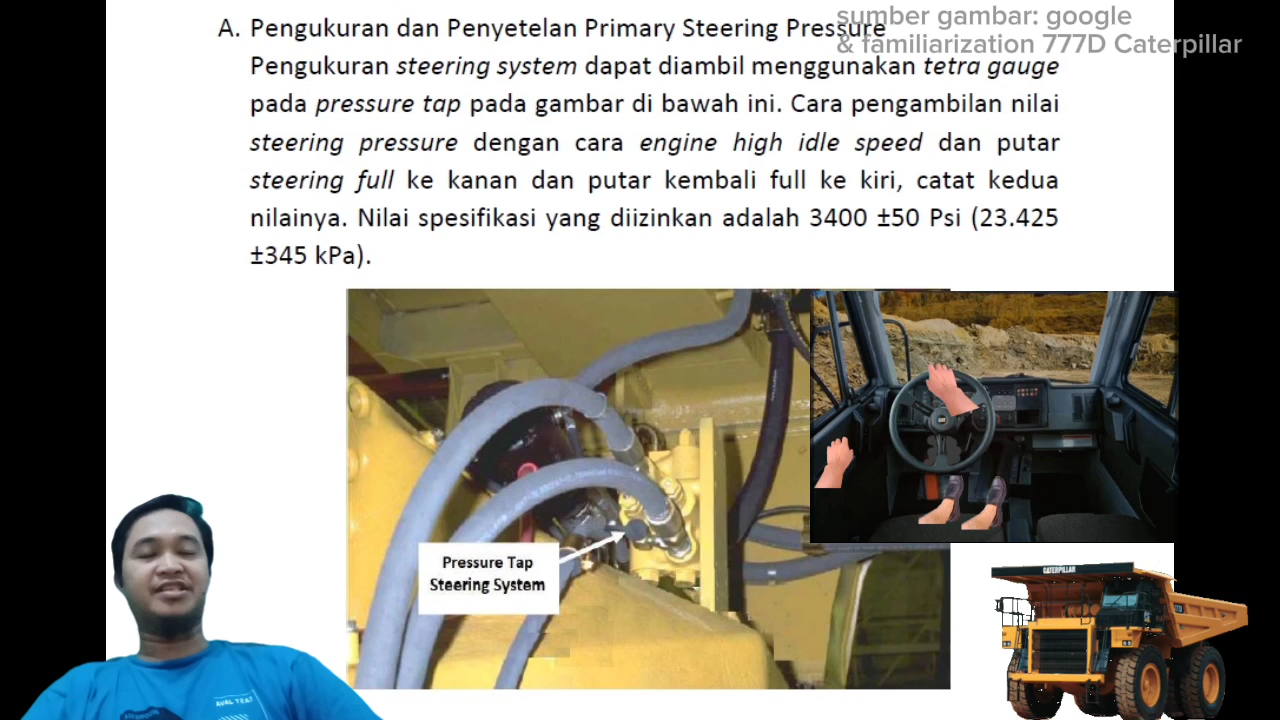 sumber gambar: google
& familiarization 777D Caterpillar
A. Pengukuran dan Penyetelan Primary Steering Pressure
Pengukuran steering system dapat diambil menggunakan tetra gauge
pada pressure tap pada gambar di bawah ini. Cara pengambilan nilai
steering pressure dengan cara engine high idle speed dan putar
steering full ke kanan dan putar kembali full ke kiri, catat kedua
nilainya. Nilai spesifikasi yang diizinkan adalah 3400 ±50 Psi (23.425
±345 kPa).
Pressure Tap
Steering System
CATERPILLAR